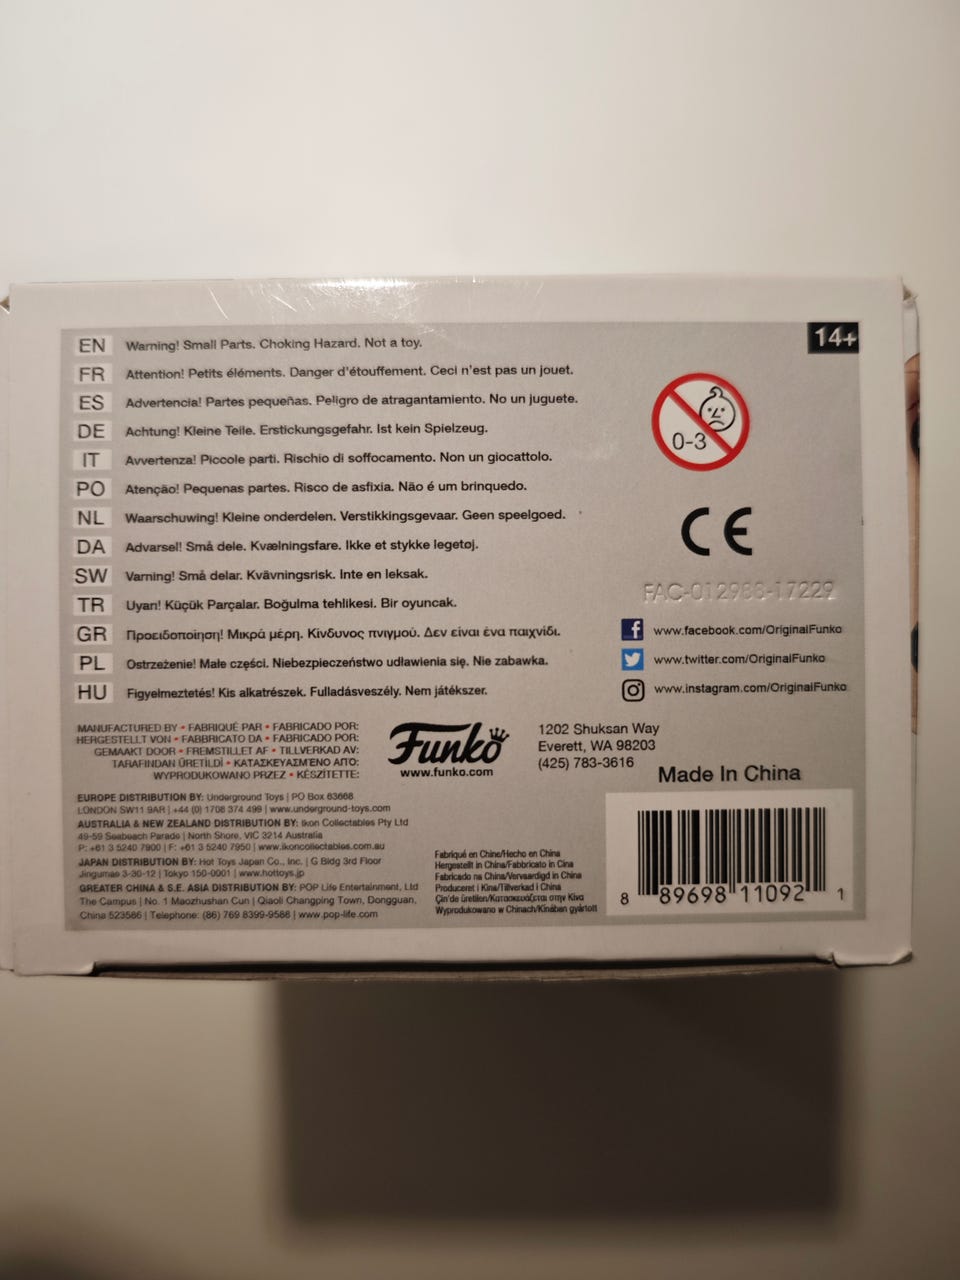 14+
EN Warning! Small Parts. Choking Hazard. Not a toy.
FR Attention! Petits éléments. Danger d'étouffement. Ceci n'est pas un jouet.
ES Advertencia! Partes pequeñas. Peligro de atragantamiento. No un juguete.
DE Achtung! Kleine Teile. Erstickungsgefahr. Ist kein Spielzeug.
IT Avvertenza! Piccole parti. Rischio di soffocamento. Non un giocattolo.
PO Atenção! Pequenas partes. Risco de asfixia. Não é um brinquedo.
NL Waarschuwing! Kleine onderdelen. Verstikkingsgevaar. Geen speelgoed.
DA Advarsel! Små dele. Kvælningsfare. Ikke et stykke legetøj.
SW Varning! Små delar. Kvävningsrisk. Inte en leksak.
TR Uyarı! Küçük Parçalar. Boğulma tehlikesi. Bir oyuncak.
GR Προειδοποίηση! Μικρά μέρη. Κίνδυνος πνιγμού. Δεν είναι ένα παιχνίδι.
PL Ostrzeżenie! Małe części. Niebezpieczeństwo udławienia się. Nie zabawka.
HU Figyelmeztetés! Kis alkatrészek. Fulladásveszély. Nem játékszer.
0-3
CE
FAC-012988-17229
www.facebook.com/OriginalFunko
www.twitter.com/OriginalFunko
www.instagram.com/OriginalFunko
MANUFACTURED BY • FABRIQUÉ PAR • FABRICADO POR:
HERGESTELLT VON • FABBRICATO DA • FABRICADO POR:
GEMAAKT DOOR • FREMSTILLET AF • TILLVERKAD AV:
TARAFINDAN ÜRETİLDİ • ΚΑΤΑΣΚΕΥΑΣΜΈΝΟ ΑΠΌ:
WYPRODUKOWANO PRZEZ • KÉSZÍTETTE:
Funko
www.funko.com
1202 Shuksan Way
Everett, WA 98203
(425) 783-3616
Made In China
EUROPE DISTRIBUTION BY: Underground Toys | PO Box 63668
LONDON SW11 9AR | +44 (0) 1708 374 499 | www.underground-toys.com
AUSTRALIA & NEW ZEALAND DISTRIBUTION BY: Ikon Collectables Pty Ltd
49-59 Seabeach Parade | North Shore, VIC 3214 Australia
P: +61 3 5240 7900 | F: +61 3 5240 7950 | www.ikoncollectables.com.au
JAPAN DISTRIBUTION BY: Hot Toys Japan Co., Inc. | G Bldg 3rd Floor
Jingumae 3-30-12 | Tokyo 150-0001 | www.hottoys.jp
GREATER CHINA & S.E. ASIA DISTRIBUTION BY: POP Life Entertainment, Ltd
The Campus | No. 1 Maozhushan Cun | Qiaoli Changping Town, Dongguan,
China 523586 | Telephone: (86) 769 8399-9588 | www.pop-life.com
Fabriqué en Chine/Hecho en China
Hergestellt in China/Fabbricato in Cina
Fabricado na China/Vervaardigd in China
Produceret i Kina/Tillverkad i China
Çin'de üretilen/Κατασκευάζεται στην Κίνα
Wyprodukowano w Chinach/Kínában gyártott
8 89698 11092 1